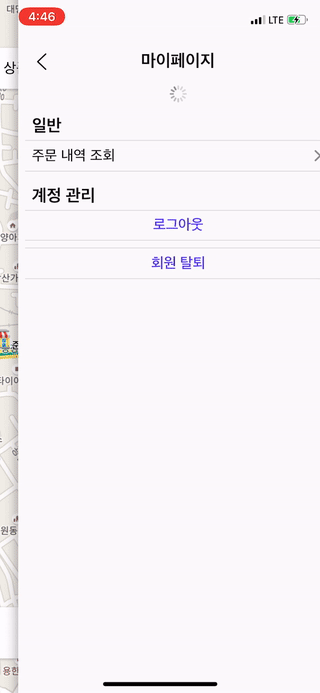 4:46
LTE
마이페이지
일반
주문 내역 조회
계정 관리
로그아웃
회원 탈퇴
대
상
양아
산가
타이어
원동
용한